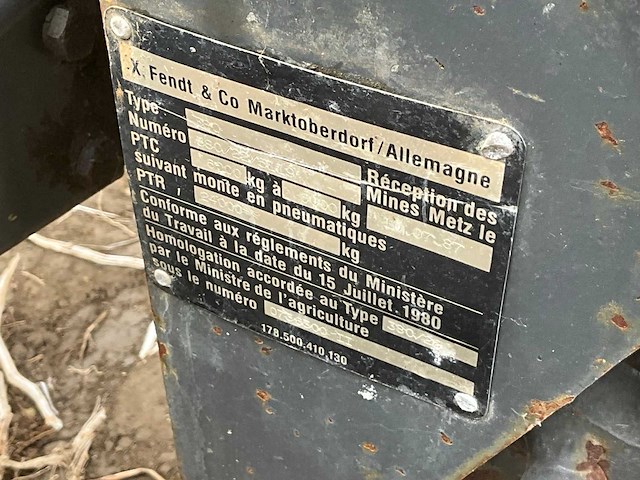 X. Fendt & Co Marktoberdorf/Allemagne
Type
Numéro
PTC kg à kg
suivant monte en pneumatiques
PTR kg
Réception des
Mines Metz le
Conforme aux réglements du Ministère
du Travail à la date du 15 Juillet 1980
Homologation accordée au Type
par le Ministre de l'agriculture
sous le numéro
178.500.410.130